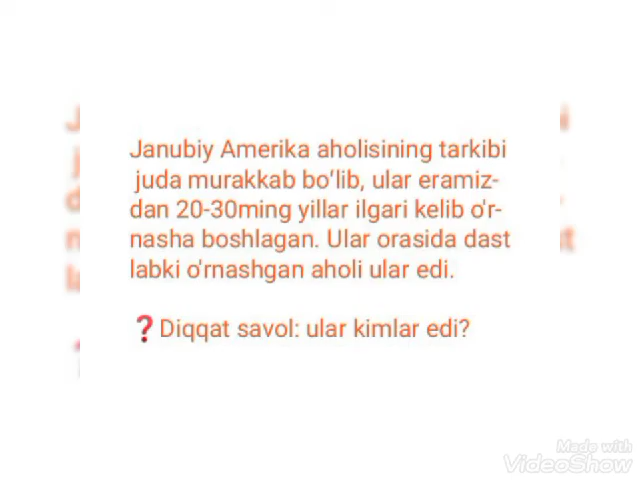 Janubiy Amerika aholisining tarkibi
juda murakkab bo‘lib, ular eramiz-
dan 20-30ming yillar ilgari kelib o'r-
nasha boshlagan. Ular orasida dast
labki o'rnashgan aholi ular edi.
❓Diqqat savol: ular kimlar edi?
Made with
VideoShow